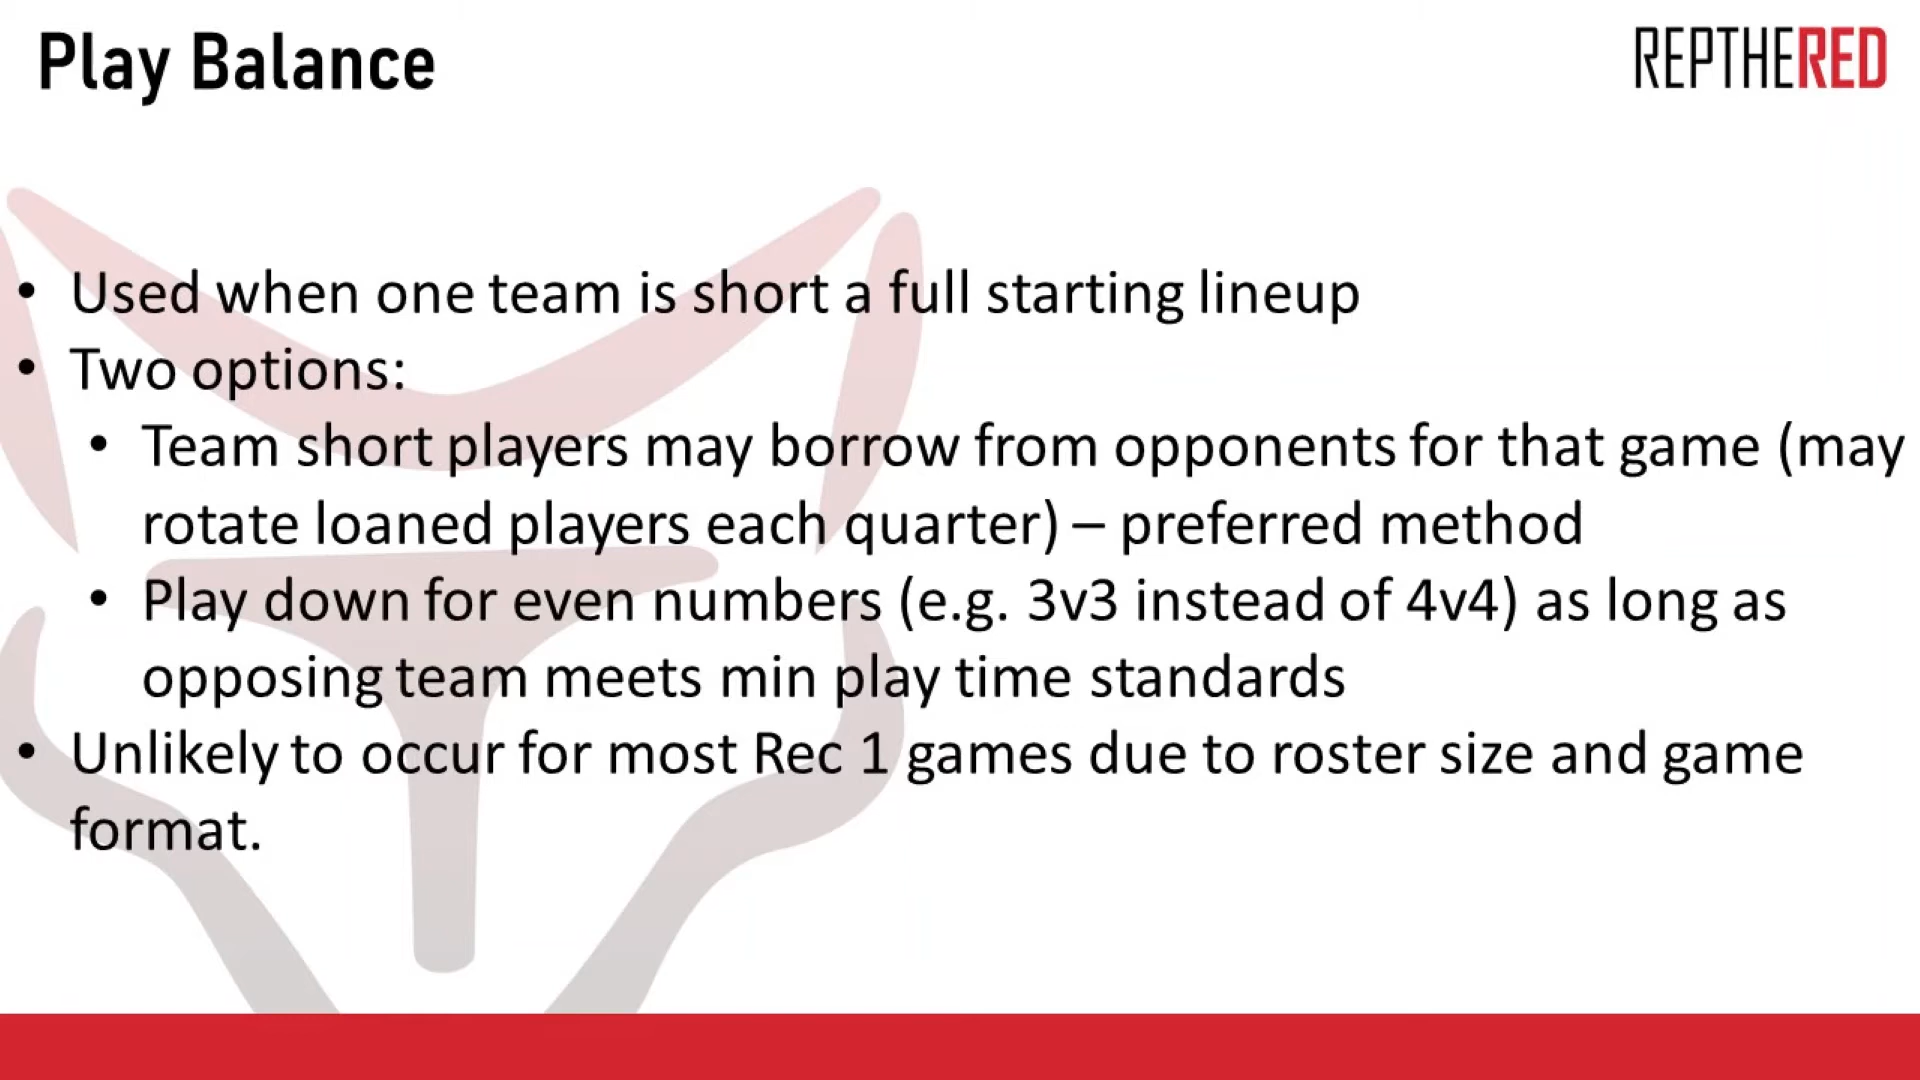 Play Balance
REPTHERED
• Used when one team is short a full starting lineup
• Two options:
• Team short players may borrow from opponents for that game (may
rotate loaned players each quarter) – preferred method
• Play down for even numbers (e.g. 3v3 instead of 4v4) as long as
opposing team meets min play time standards
• Unlikely to occur for most Rec 1 games due to roster size and game
format.